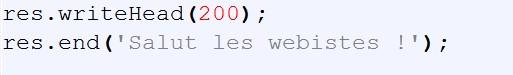 res.writeHead(200);
res.end('Salut les webistes !');